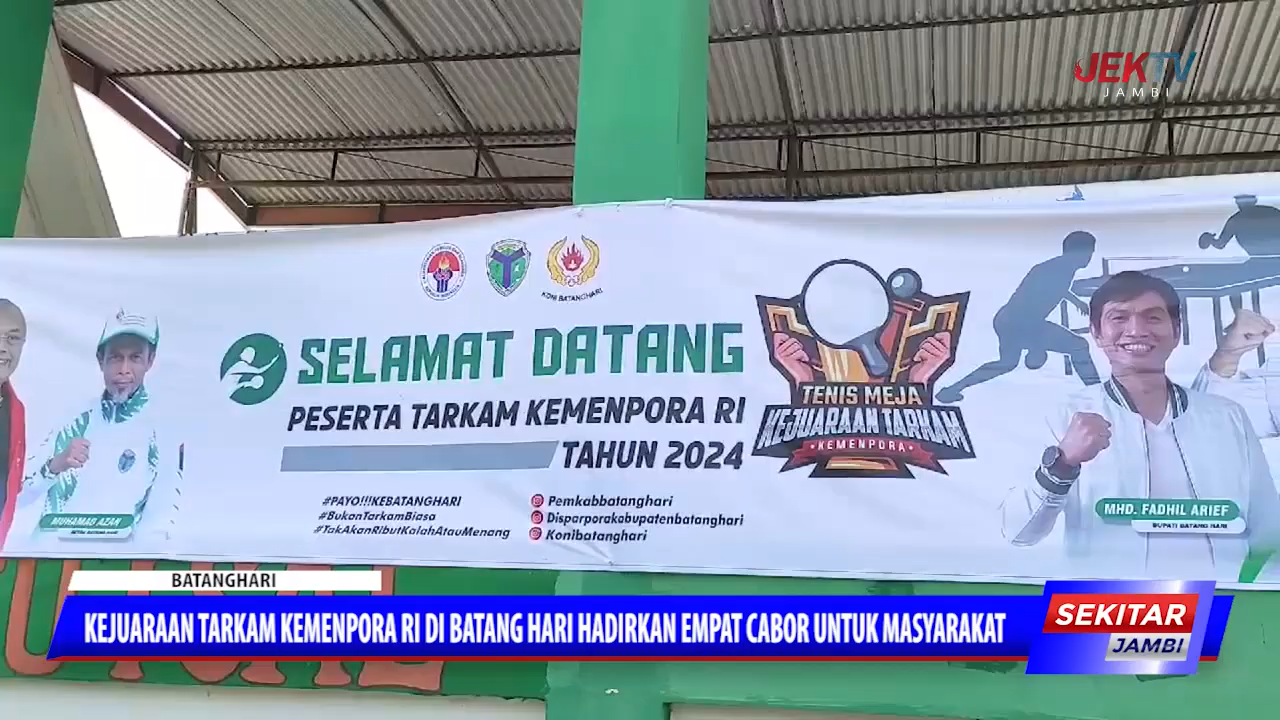 JEKTV
JAMBI
KONI BATANGHARI
SELAMAT DATANG
PESERTA TARKAM KEMENPORA RI
TAHUN 2024
TENIS MEJA
KEJUARAAN TARKAM
KEMENPORA
#PAYO!!!KEBATANGHARI
#BukanTarkamBiasa
#TakAkanRibutKalahAtauMenang
Pemkabbatanghari
Disparporakabupatenbatanghari
Konibatanghari
MUHAMAD AZAN
MHD. FADHIL ARIEF
BUPATI BATANG HARI
BATANGHARI
KEJUARAAN TARKAM KEMENPORA RI DI BATANG HARI HADIRKAN EMPAT CABOR UNTUK MASYARAKAT
SEKITAR
JAMBI